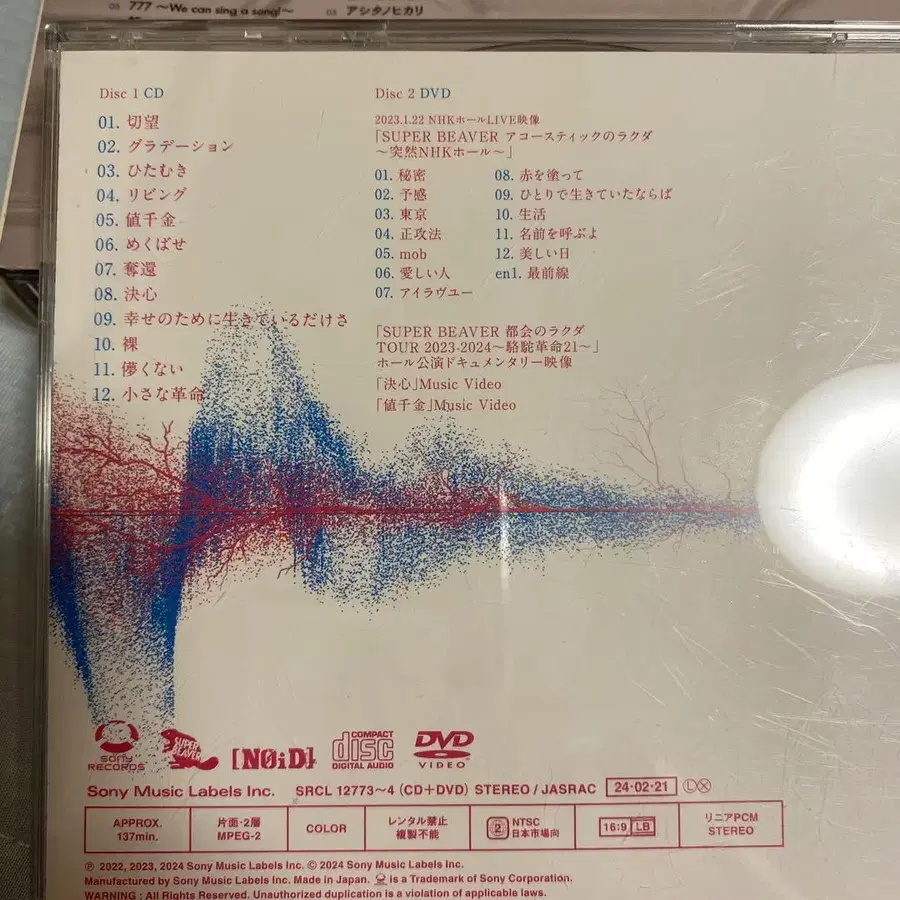 03 777 ～We can sing a song!～
03 アシタノヒカリ
Disc 1 CD
01. 切望
02. グラデーション
03. ひたむき
04. リビング
05. 値千金
06. めくばせ
07. 奪還
08. 決心
09. 幸せのために生きているだけさ
10. 裸
11. 儚くない
12. 小さな革命
Disc 2 DVD
2023.1.22 NHKホールLIVE映像
「SUPER BEAVER アコースティックのラクダ
～突然NHKホール～」
01. 秘密
02. 予感
03. 東京
04. 正攻法
05. mob
06. 愛しい人
07. アイラヴユー
08. 赤を塗って
09. ひとりで生きていたならば
10. 生活
11. 名前を呼ぶよ
12. 美しい日
en1. 最前線
「SUPER BEAVER 都会のラクダ
TOUR 2023-2024～駱駝革命21～」
ホール公演ドキュメンタリー映像
「決心」Music Video
「値千金」Music Video
SONY RECORDS
SUPER BEAVER
[NØiD]
COMPACT disc DIGITAL AUDIO
DVD VIDEO
Sony Music Labels Inc. SRCL 12773~4 (CD+DVD) STEREO / JASRAC 24・02・21 Ⓛ Ⓧ
APPROX.
137min.
片面・2層
MPEG-2
COLOR
レンタル禁止
複製不能
2 NTSC
日本市場向
16:9 LB
リニアPCM
STEREO
℗ 2022, 2023, 2024 Sony Music Labels Inc. © 2024 Sony Music Labels Inc.
Manufactured by Sony Music Labels Inc. Made in Japan. is a Trademark of Sony Corporation.
WARNING : All Rights Reserved. Unauthorized duplication is a violation of applicable laws.